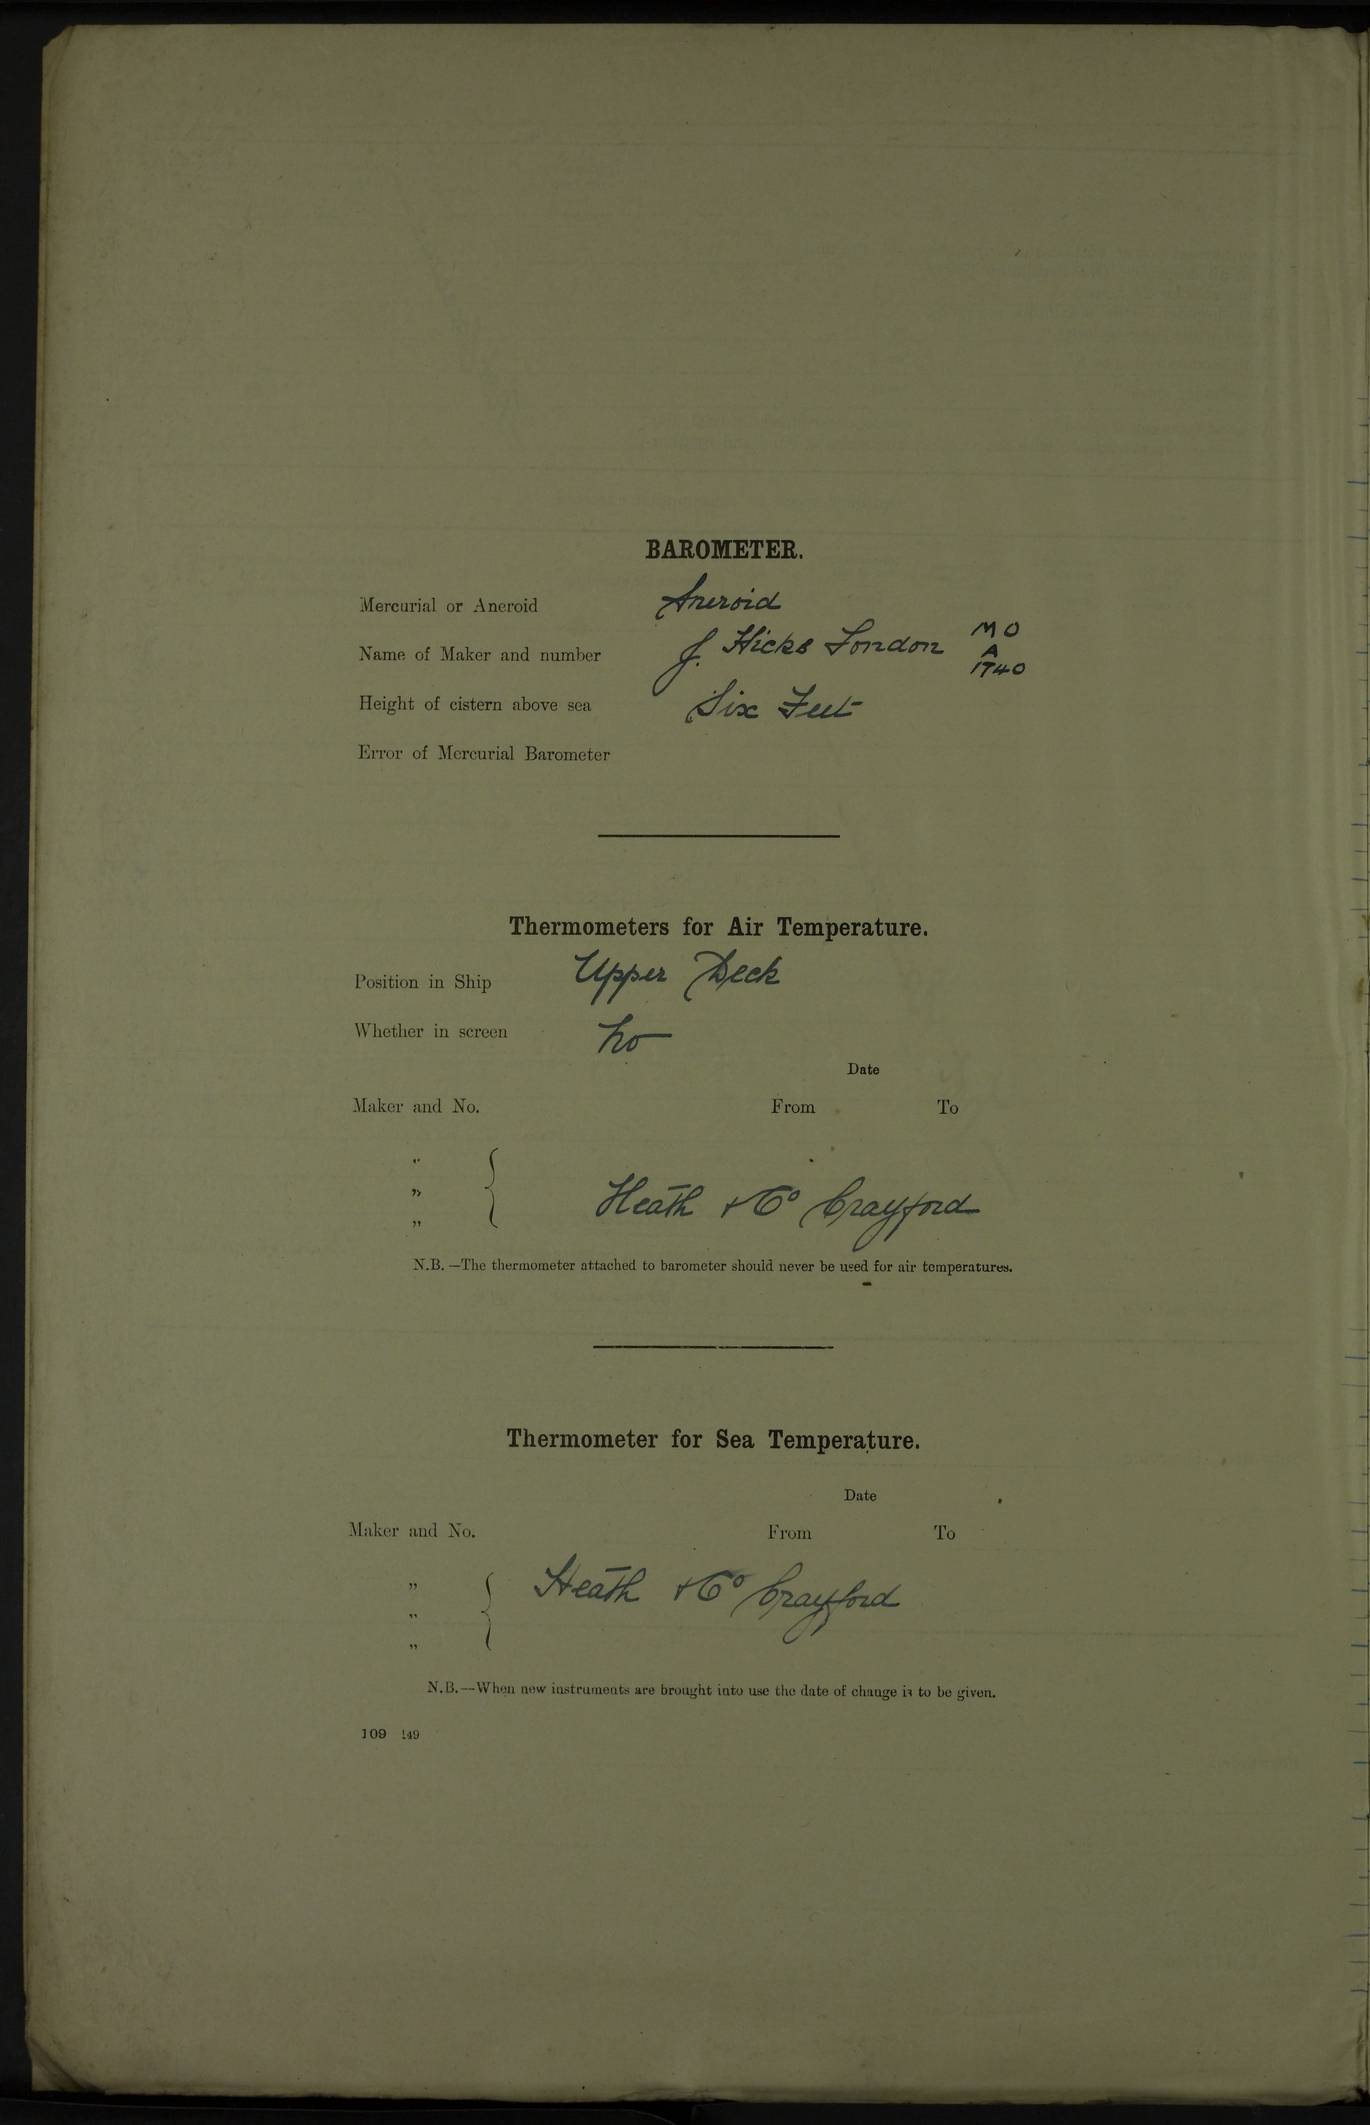 BAROMETER.
Mercurial or Aneroid Aneroid
Name of Maker and number J. Hicks London M O
A
1740
Height of cistern above sea Six Feet
Error of Mercurial Barometer
Thermometers for Air Temperature.
Position in Ship Upper Deck
Whether in screen No
Date
Maker and No. From To
"
" Heath & Co Crayford
"
N.B.—The thermometer attached to barometer should never be used for air temperatures.
Thermometer for Sea Temperature.
Date
Maker and No. From To
" Heath & Co Crayford
"
"
N.B.—When new instruments are brought into use the date of change is to be given.
109 149